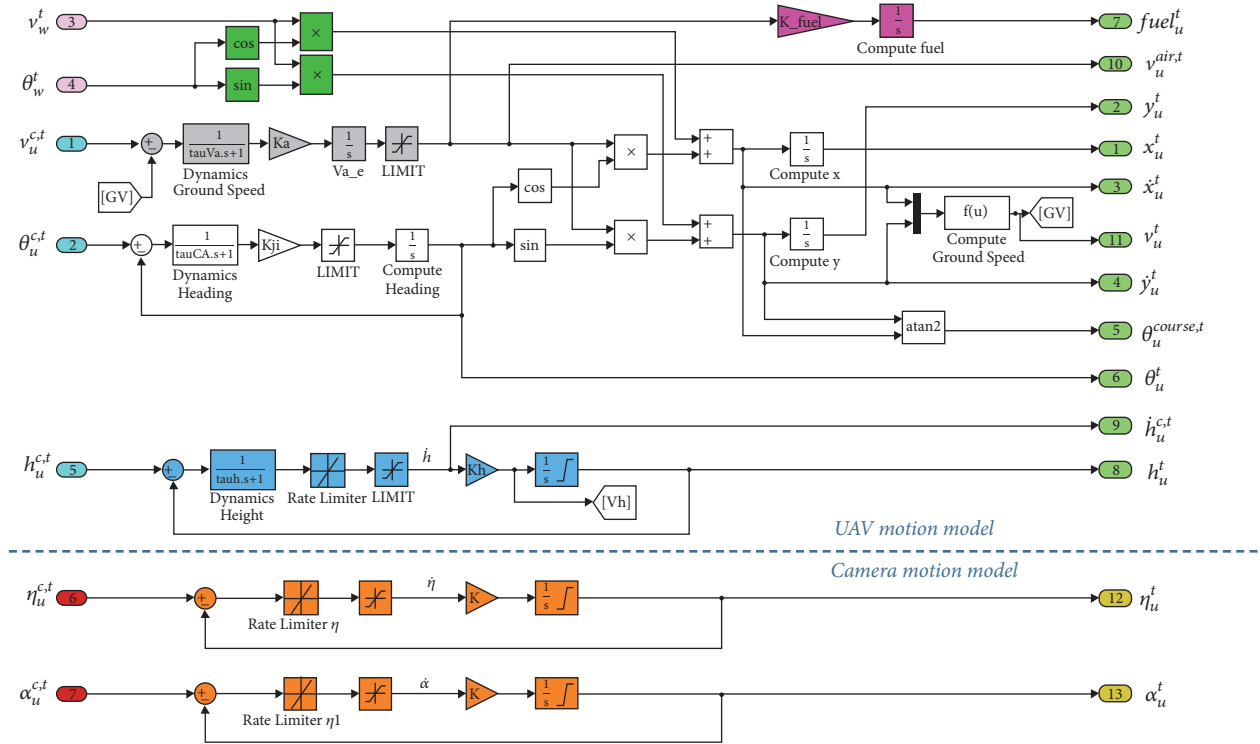 v_w^t 3
cos × K_fuel 1/s 7 fuel_u^t
Compute fuel
θ_w^t 4 sin × 10 v_u^{air,t}
2 y_u^t
v_u^{c,t} 1 + − 1/(tauVa.s+1) Ka 1/s LIMIT × + + 1/s 1 x_u^t
Dynamics Ground Speed Va_e Compute x
[GV] cos 3 ẋ_u^t
f(u) [GV]
Compute Ground Speed
θ_u^{c,t} 2 + − 1/(tauCA.s+1) Kji LIMIT 1/s sin × + + 1/s 11 v_u^t
Dynamics Heading Compute Heading Compute y
4 ẏ_u^t
atan2 5 θ_u^{course,t}
6 θ_u^t
9 ḣ_u^{c,t}
h_u^{c,t} 5 + − 1/(tauh.s+1) ḣ Kh 1/s 8 h_u^t
Dynamics Height Rate Limiter LIMIT [Vh]
UAV motion model
Camera motion model
η_u^{c,t} 6 + − η̇ K 1/s 12 η_u^t
Rate Limiter η
α_u^{c,t} 7 + − α̇ K 1/s 13 α_u^t
Rate Limiter η1